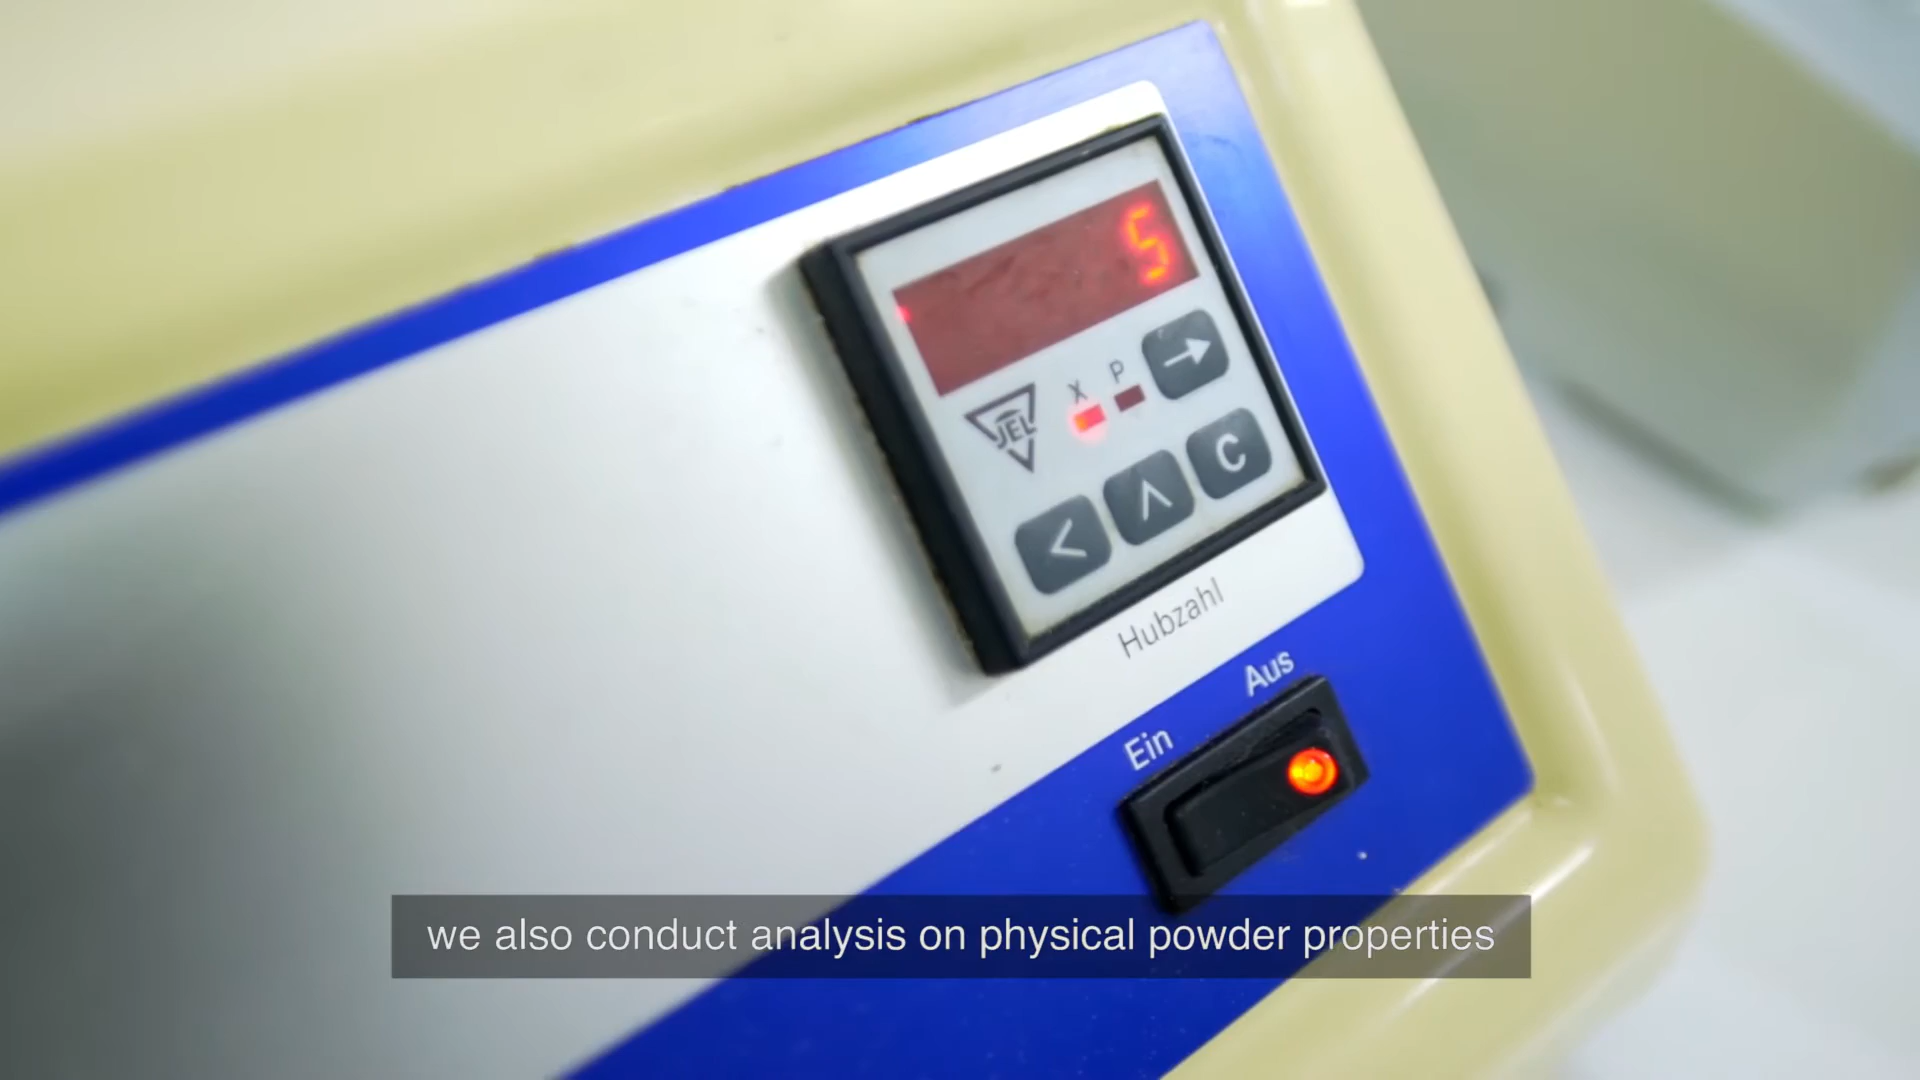 5
X P
→
JEL
< ^ C
Hubzahl
Ein Aus
we also conduct analysis on physical powder properties